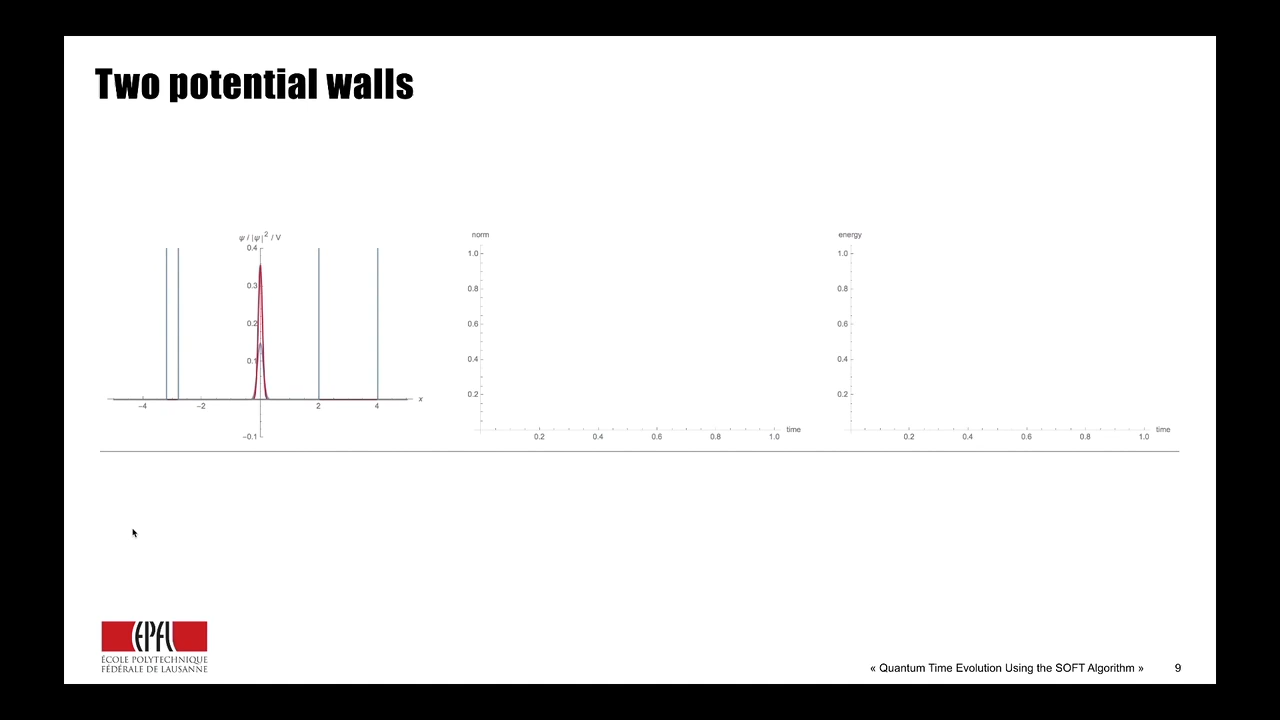 Two potential walls
ψ / |ψ|² / V
0.4
0.3
0.2
0.1
-0.1
-4 -2 2 4 x
norm
1.0
0.8
0.6
0.4
0.2
0.2 0.4 0.6 0.8 1.0 time
energy
1.0
0.8
0.6
0.4
0.2
0.2 0.4 0.6 0.8 1.0 time
EPFL
ÉCOLE POLYTECHNIQUE
FÉDÉRALE DE LAUSANNE
« Quantum Time Evolution Using the SOFT Algorithm » 9